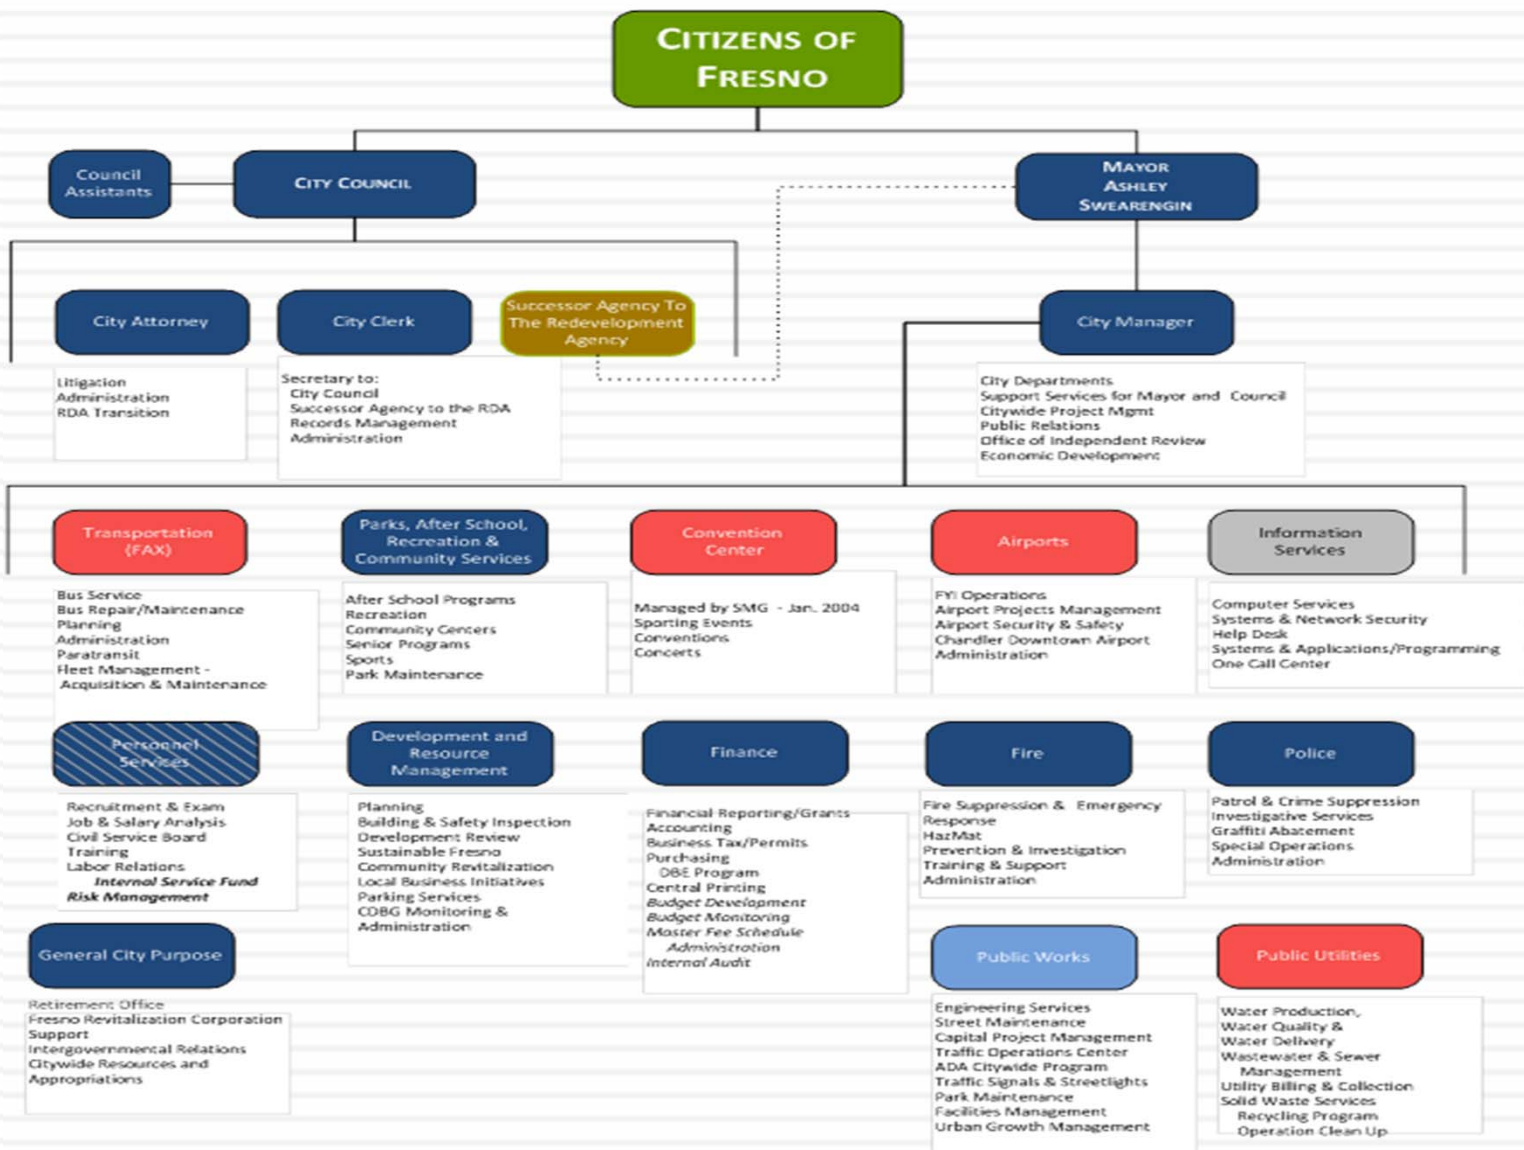 CITIZENS OF
FRESNO
Council
Assistants
CITY COUNCIL
MAYOR
ASHLEY
SWEARENGIN
City Attorney
City Clerk
Successor Agency To
The Redevelopment
Agency
City Manager
Litigation
Administration
RDA Transition
Secretary to:
City Council
Successor Agency to the RDA
Records Management
Administration
City Departments
Support Services for Mayor and Council
Citywide Project Mgmt
Public Relations
Office of Independent Review
Economic Development
Transportation
(FAX)
Parks, After School,
Recreation &
Community Services
Convention
Center
Airports
Information
Services
Bus Service
Bus Repair/Maintenance
Planning
Administration
Paratransit
Fleet Management -
Acquisition & Maintenance
After School Programs
Recreation
Community Centers
Senior Programs
Sports
Park Maintenance
Managed by SMG - Jan. 2004
Sporting Events
Conventions
Concerts
FYI Operations
Airport Projects Management
Airport Security & Safety
Chandler Downtown Airport
Administration
Computer Services
Systems & Network Security
Help Desk
Systems & Applications/Programming
One Call Center
Personnel
Services
Development and
Resource
Management
Finance
Fire
Police
Recruitment & Exam
Job & Salary Analysis
Civil Service Board
Training
Labor Relations
Internal Service Fund
Risk Management
Planning
Building & Safety Inspection
Development Review
Sustainable Fresno
Community Revitalization
Local Business Initiatives
Parking Services
CDBG Monitoring &
Administration
Financial Reporting/Grants
Accounting
Business Tax/Permits
Purchasing
DBE Program
Central Printing
Budget Development
Budget Monitoring
Master Fee Schedule
Administration
Internal Audit
Fire Suppression & Emergency
Response
HazMat
Prevention & Investigation
Training & Support
Administration
Patrol & Crime Suppression
Investigative Services
Graffiti Abatement
Special Operations
Administration
General City Purpose
Public Works
Public Utilities
Retirement Office
Fresno Revitalization Corporation
Support
Intergovernmental Relations
Citywide Resources and
Appropriations
Engineering Services
Street Maintenance
Capital Project Management
Traffic Operations Center
ADA Citywide Program
Traffic Signals & Streetlights
Park Maintenance
Facilities Management
Urban Growth Management
Water Production,
Water Quality &
Water Delivery
Wastewater & Sewer
Management
Utility Billing & Collection
Solid Waste Services
Recycling Program
Operation Clean Up